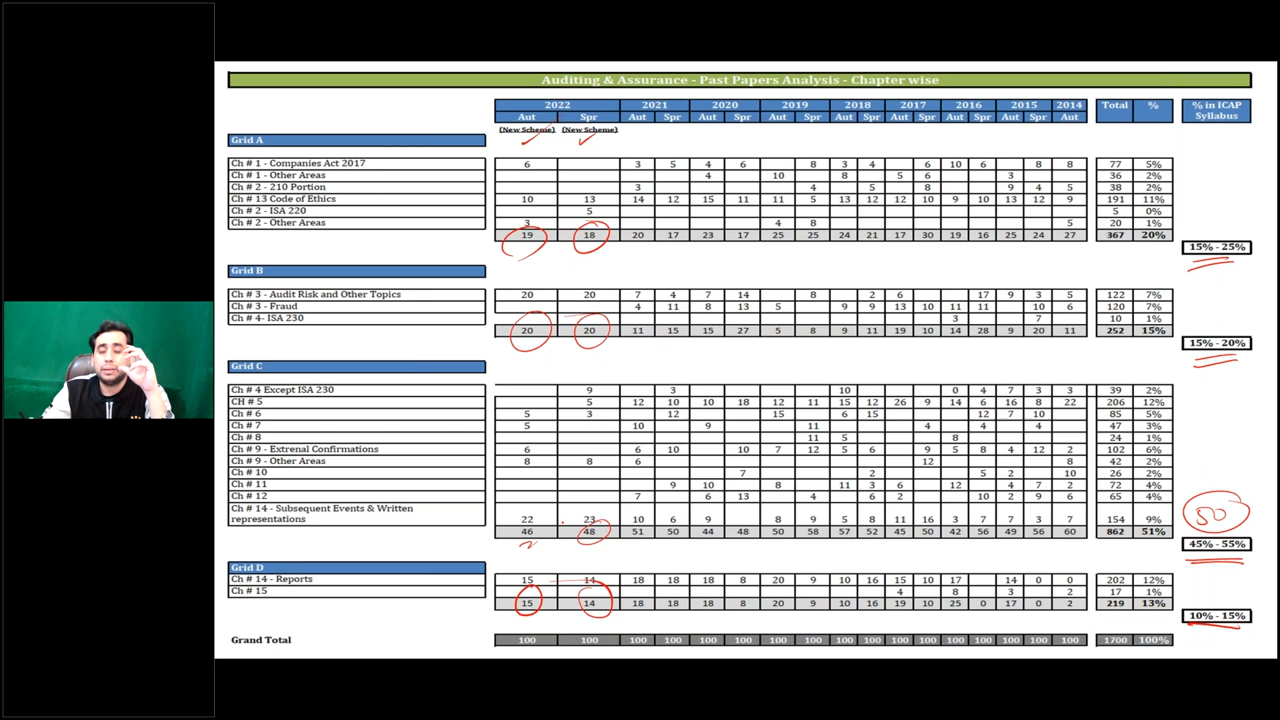 Auditing & Assurance - Past Papers Analysis - Chapter wise
2022 2021 2020 2019 2018 2017 2016 2015 2014 Total % % in ICAP Syllabus
Aut Spr Aut Spr Aut Spr Aut Spr Aut Spr Aut Spr Aut Spr Aut Spr Aut
(New Scheme) (New Scheme)
Grid A
Ch # 1 - Companies Act 2017 6 3 5 4 6 8 3 4 6 10 6 8 8 77 5%
Ch # 1 - Other Areas 4 10 8 5 6 3 36 2%
Ch # 2 - 210 Portion 3 4 5 8 9 4 5 38 2%
Ch # 13 Code of Ethics 10 13 14 12 15 11 11 5 13 12 12 10 9 10 13 12 9 191 11%
Ch # 2 - ISA 220 5 5 0%
Ch # 2 - Other Areas 3 4 8 5 20 1%
19 18 20 17 23 17 25 25 24 21 17 30 19 16 25 24 27 367 20%
15% - 25%
Grid B
Ch # 3 - Audit Risk and Other Topics 20 20 7 4 7 14 8 2 6 17 9 3 5 122 7%
Ch # 3 - Fraud 4 11 8 13 5 9 9 13 10 11 11 10 6 120 7%
Ch # 4- ISA 230 3 7 10 1%
20 20 11 15 15 27 5 8 9 11 19 10 14 28 9 20 11 252 15%
15% - 20%
Grid C
Ch # 4 Except ISA 230 9 3 10 0 4 7 3 3 39 2%
CH # 5 5 12 10 10 18 12 11 15 12 26 9 14 6 16 8 22 206 12%
Ch # 6 5 3 12 15 6 15 12 7 10 85 5%
Ch # 7 5 10 9 11 4 4 4 47 3%
Ch # 8 11 5 8 24 1%
Ch # 9 - Extrenal Confirmations 6 6 10 10 7 12 5 6 9 5 8 4 12 2 102 6%
Ch # 9 - Other Areas 8 8 6 12 8 42 2%
Ch # 10 7 2 5 2 10 26 2%
Ch # 11 9 10 8 11 3 6 12 4 7 2 72 4%
Ch # 12 7 6 13 4 6 2 10 2 9 6 65 4%
Ch # 14 - Subsequent Events & Written
representations 22 23 10 6 9 8 9 5 8 11 16 3 7 7 3 7 154 9%
50
46 48 51 50 44 48 50 58 57 52 45 50 42 56 49 56 60 862 51%
45% - 55%
Grid D
Ch # 14 - Reports 15 14 18 18 18 8 20 9 10 16 15 10 17 14 0 0 202 12%
Ch # 15 4 8 3 2 17 1%
15 14 18 18 18 8 20 9 10 16 19 10 25 0 17 0 2 219 13%
10% - 15%
Grand Total 100 100 100 100 100 100 100 100 100 100 100 100 100 100 100 100 100 1700 100%